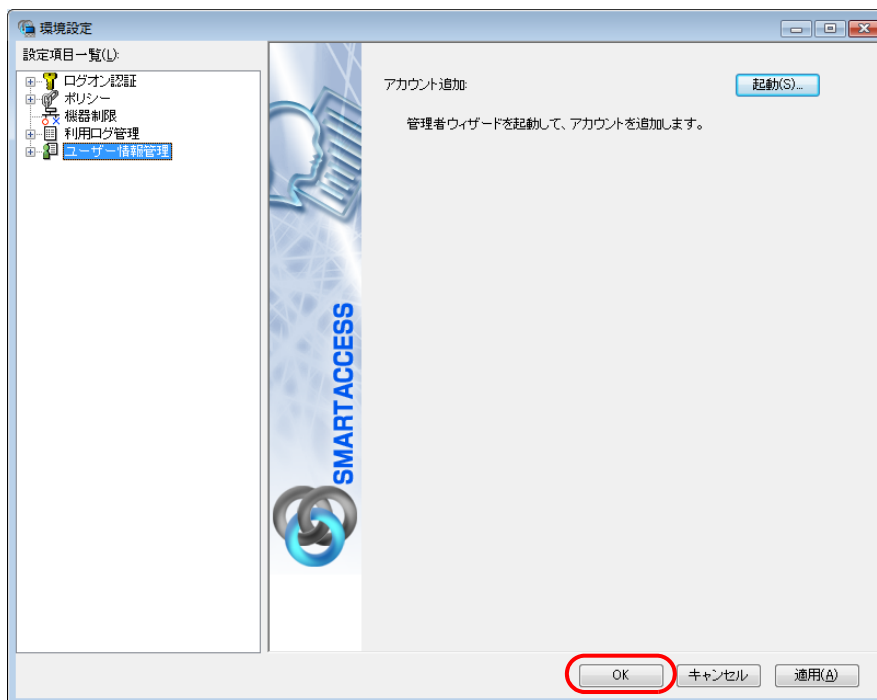 環境設定
設定項目一覧(L):
ログオン認証
ポリシー
機器制限
利用ログ管理
ユーザー情報管理
アカウント追加:
起動(S)...
管理者ウィザードを起動して、アカウントを追加します。
SMARTACCESS
OK
キャンセル
適用(A)